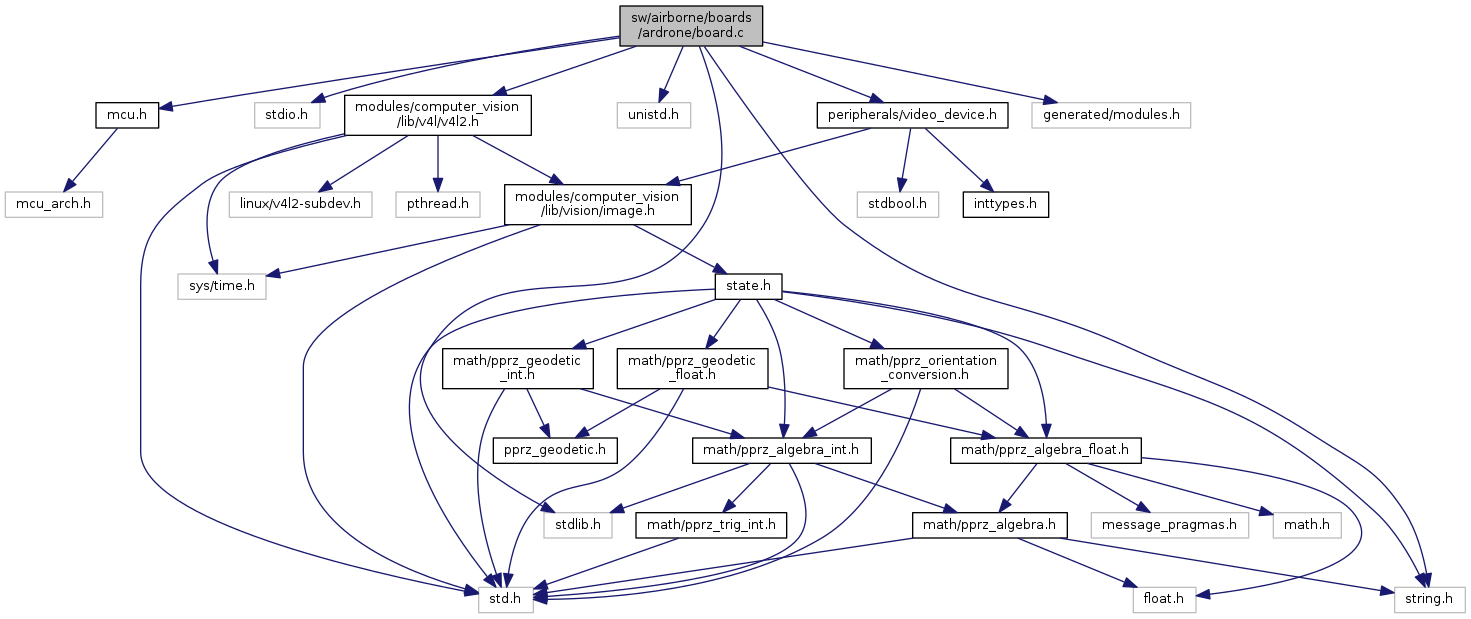 sw/airborne/boards
/ardrone/board.c
mcu.h
stdio.h
modules/computer_vision
/lib/v4l/v4l2.h
unistd.h
peripherals/video_device.h
generated/modules.h
mcu_arch.h
linux/v4l2-subdev.h
pthread.h
modules/computer_vision
/lib/vision/image.h
stdbool.h
inttypes.h
sys/time.h
state.h
math/pprz_geodetic
_int.h
math/pprz_geodetic
_float.h
math/pprz_orientation
_conversion.h
pprz_geodetic.h
math/pprz_algebra_int.h
math/pprz_algebra_float.h
stdlib.h
math/pprz_trig_int.h
math/pprz_algebra.h
message_pragmas.h
math.h
std.h
float.h
string.h